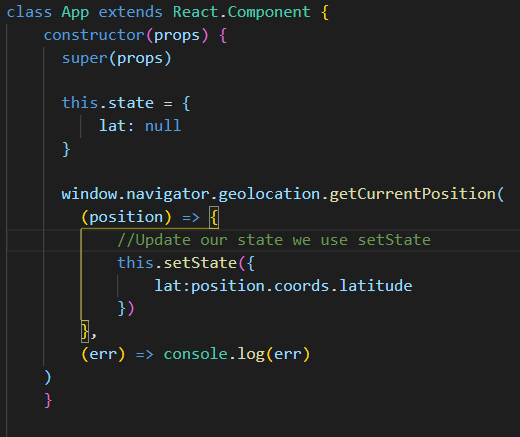 class App extends React.Component {
constructor(props) {
super(props)
this.state = {
lat: null
}
window.navigator.geolocation.getCurrentPosition(
(position) => {
//Update our state we use setState
this.setState({
lat:position.coords.latitude
})
},
(err) => console.log(err)
)
}